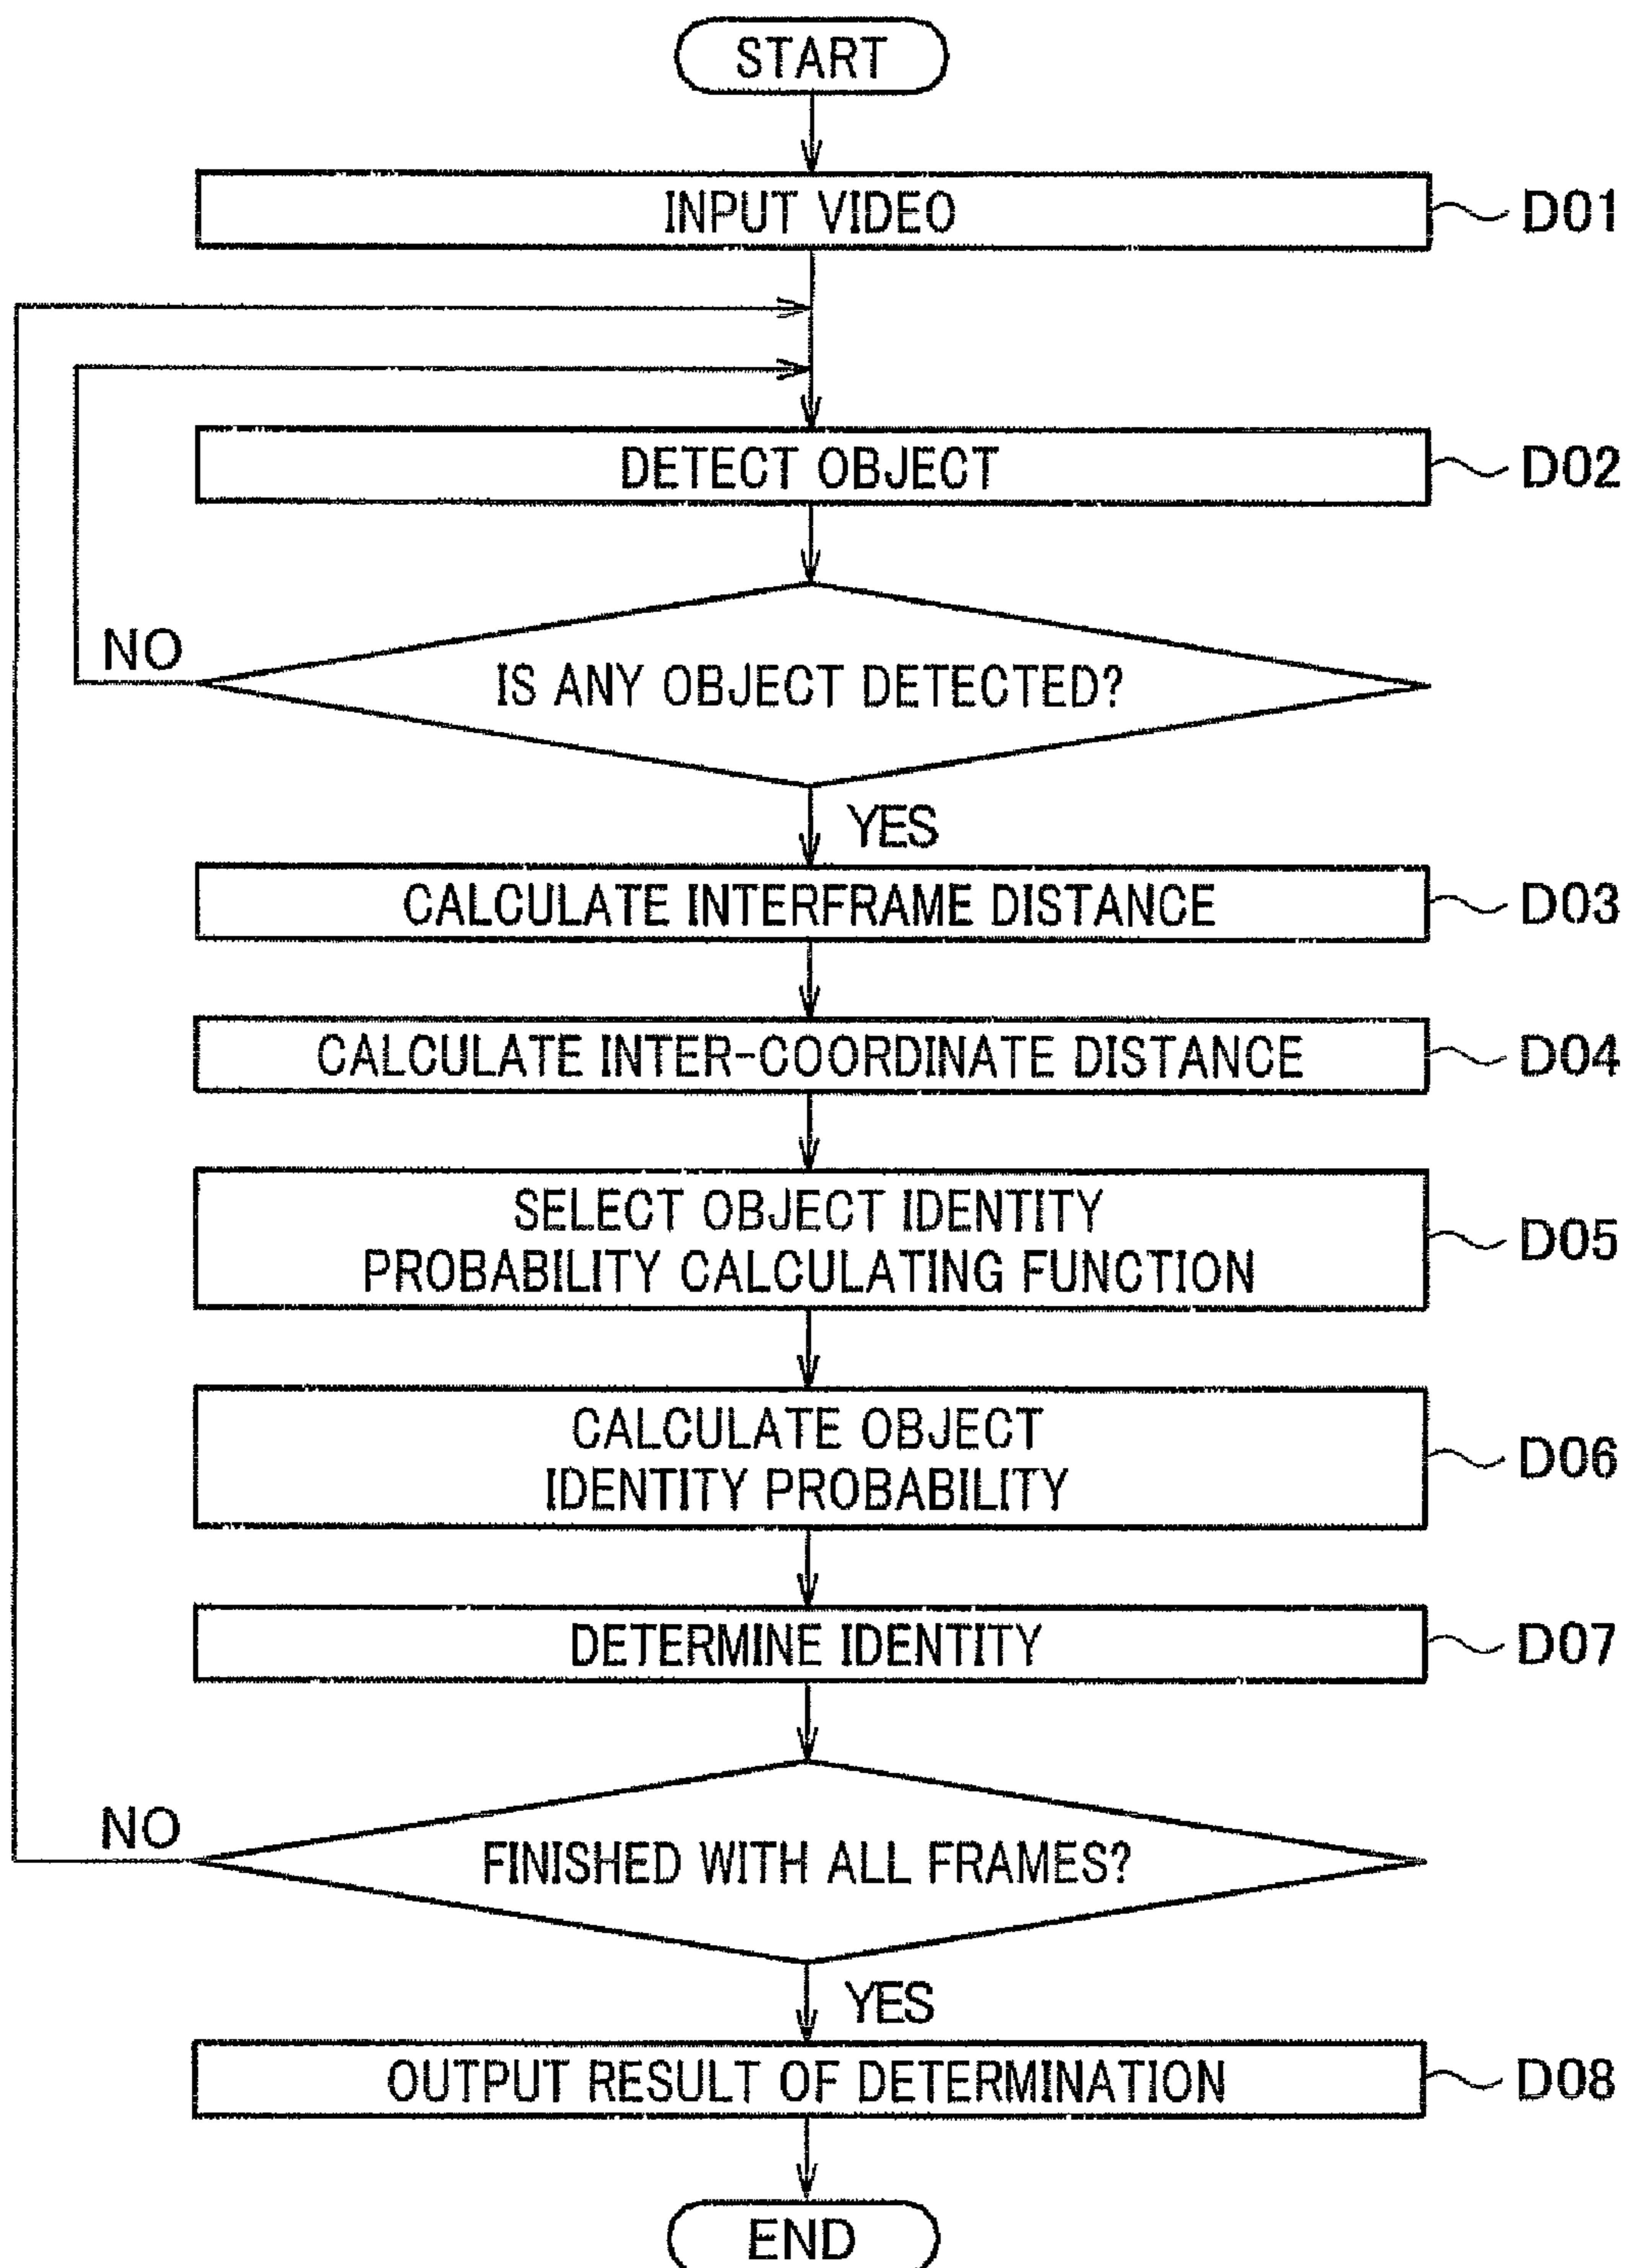 START
INPUT VIDEO
D01
DETECT OBJECT
D02
NO
IS ANY OBJECT DETECTED?
YES
CALCULATE INTERFRAME DISTANCE
D03
CALCULATE INTER-COORDINATE DISTANCE
D04
SELECT OBJECT IDENTITY
PROBABILITY CALCULATING FUNCTION
D05
CALCULATE OBJECT
IDENTITY PROBABILITY
D06
DETERMINE IDENTITY
D07
NO
FINISHED WITH ALL FRAMES?
YES
OUTPUT RESULT OF DETERMINATION
D08
END